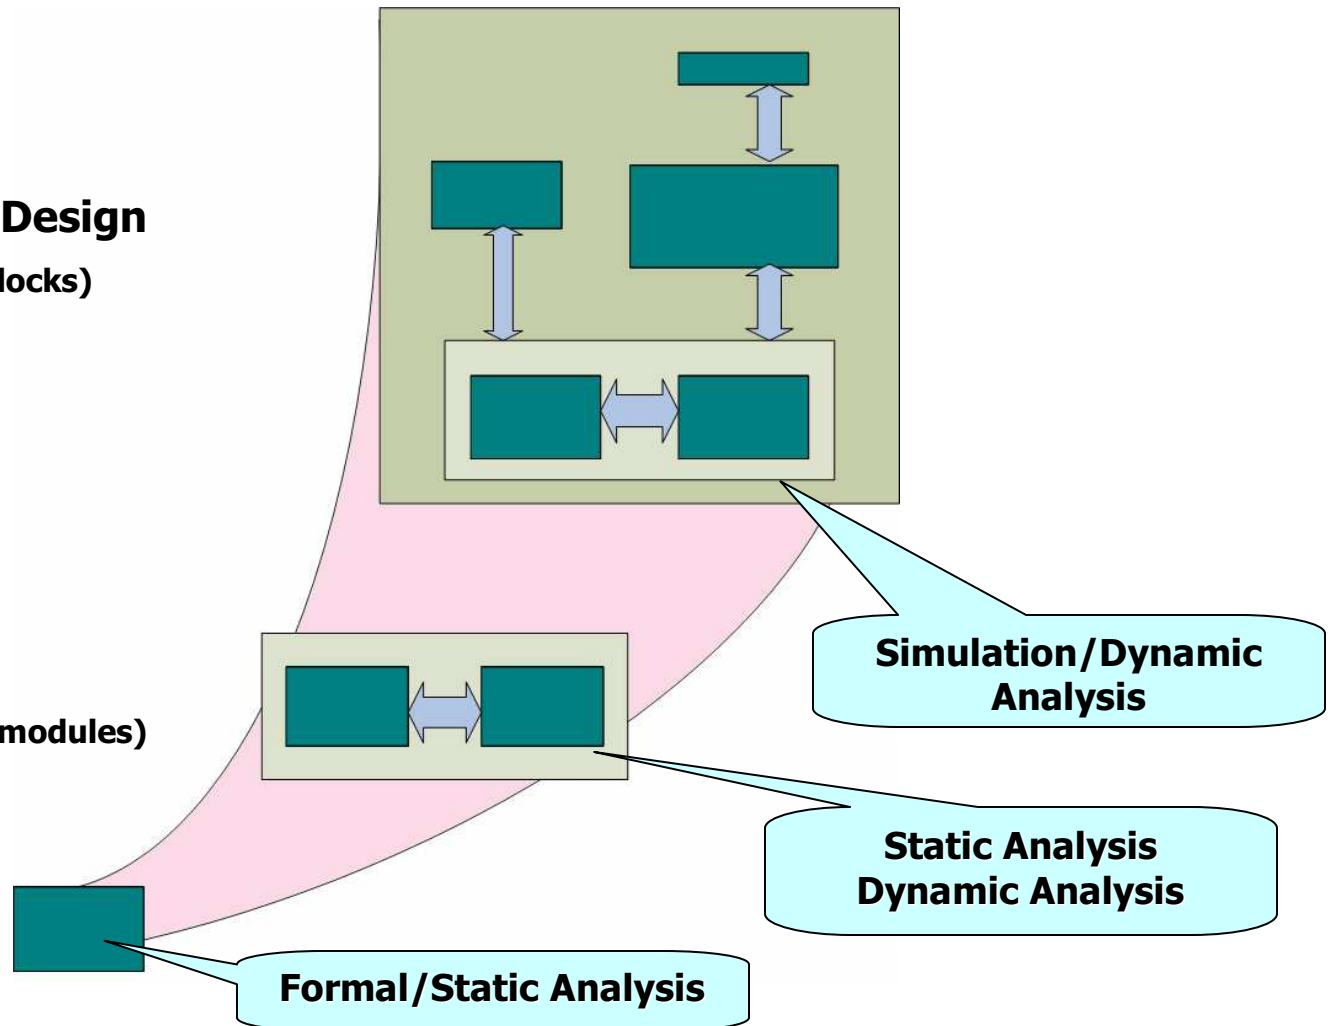 Design
locks)
Simulation/Dynamic
Analysis
modules)
Static Analysis
Dynamic Analysis
Formal/Static Analysis